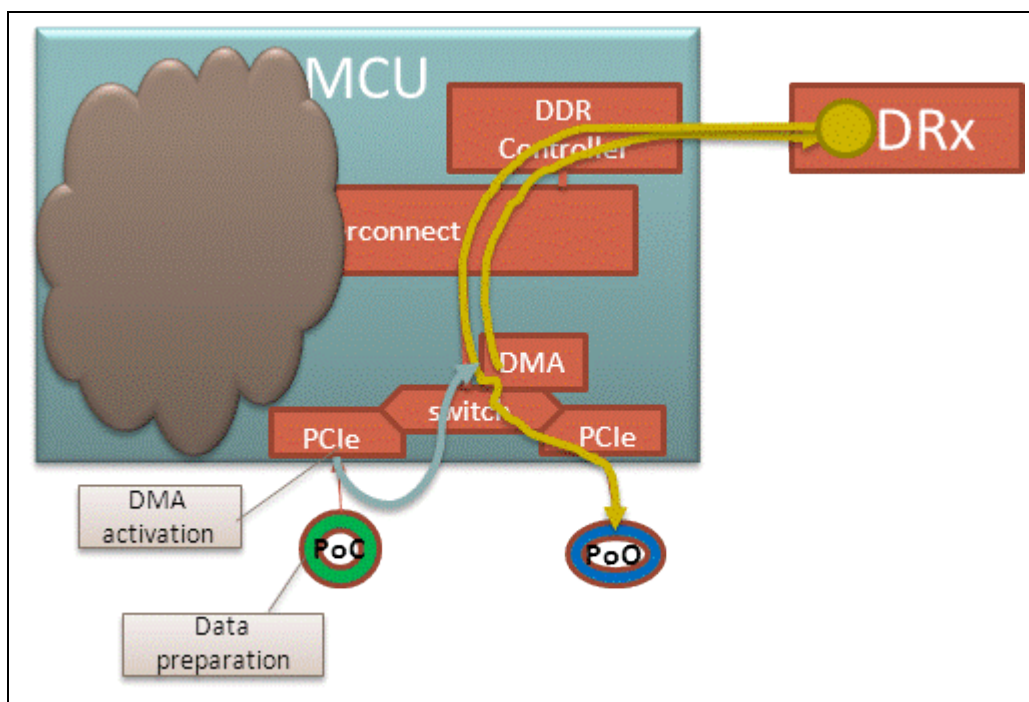 MCU
DDR
Controller
DRx
rconnect
DMA
switch
PCIe
PCIe
DMA
activation
PoC
PoO
Data
preparation